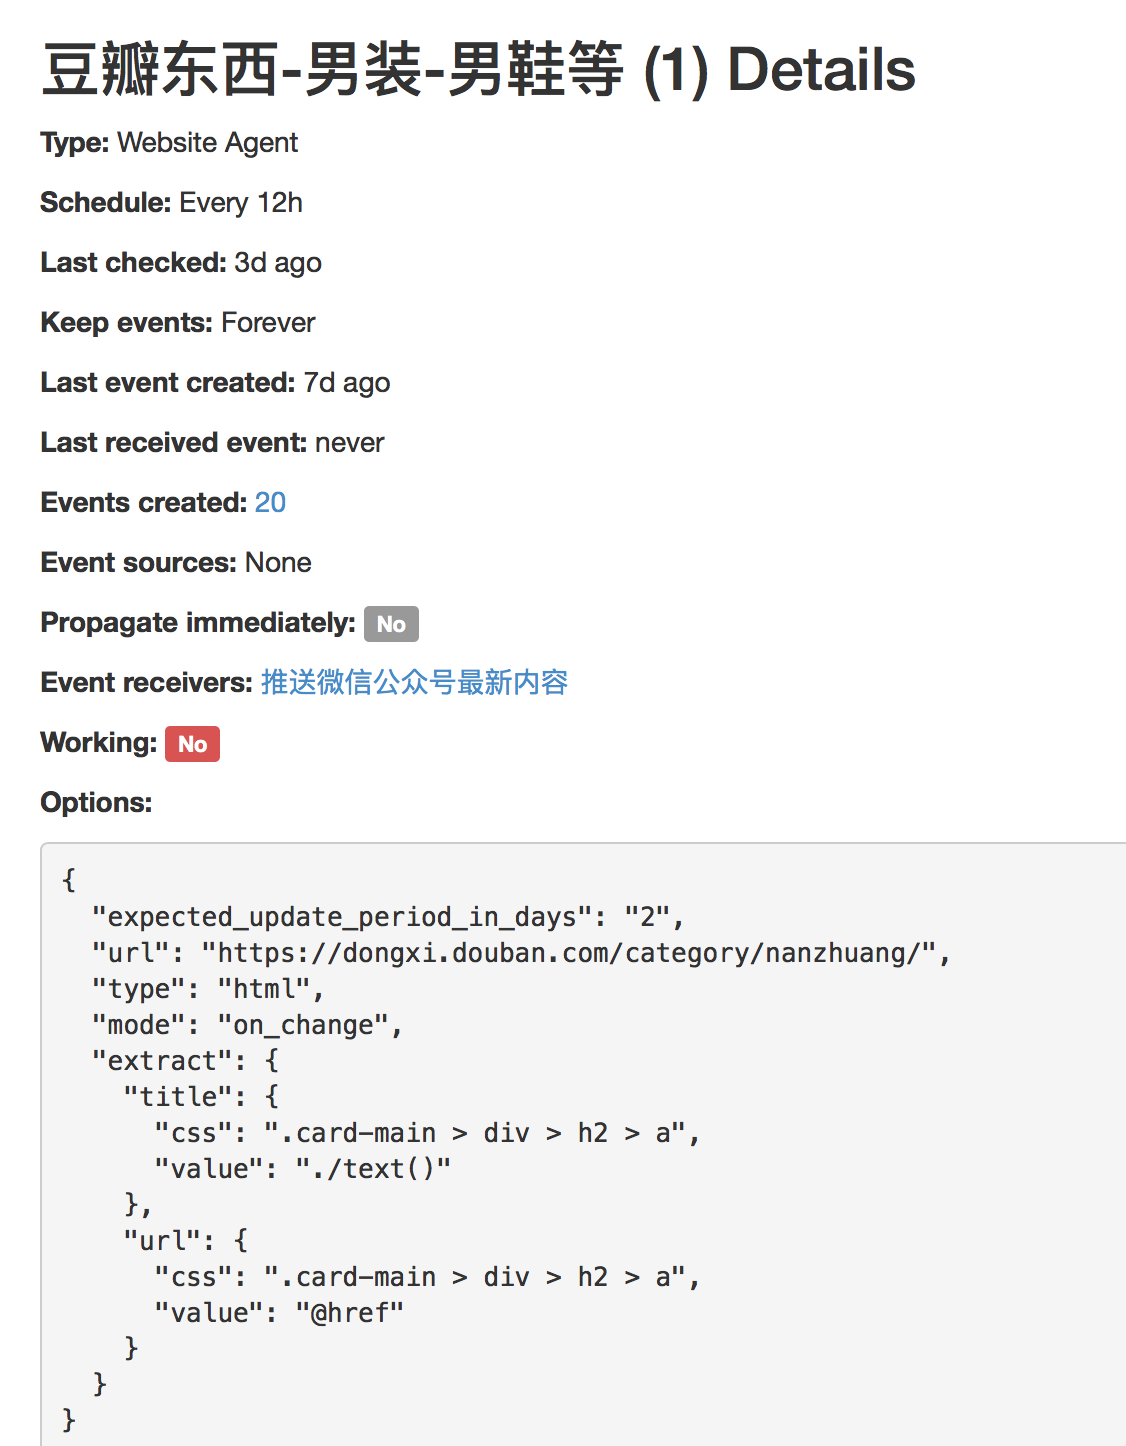 豆瓣东西-男装-男鞋等 (1) Details
Type: Website Agent
Schedule: Every 12h
Last checked: 3d ago
Keep events: Forever
Last event created: 7d ago
Last received event: never
Events created: 20
Event sources: None
Propagate immediately: No
Event receivers: 推送微信公众号最新内容
Working: No
Options:
{
  "expected_update_period_in_days": "2",
  "url": "https://dongxi.douban.com/category/nanzhuang/",
  "type": "html",
  "mode": "on_change",
  "extract": {
    "title": {
      "css": ".card-main > div > h2 > a",
      "value": "./text()"
    },
    "url": {
      "css": ".card-main > div > h2 > a",
      "value": "@href"
    }
  }
}